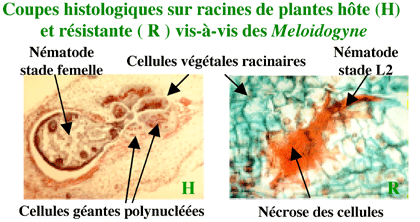 Coupes histologiques sur racines de plantes hôte (H)
et résistante ( R ) vis-à-vis des Meloidogyne
Nématode
stade femelle
Cellules végétales racinaires
Nématode
stade L2
H
R
Cellules géantes polynucléées
Nécrose des cellules